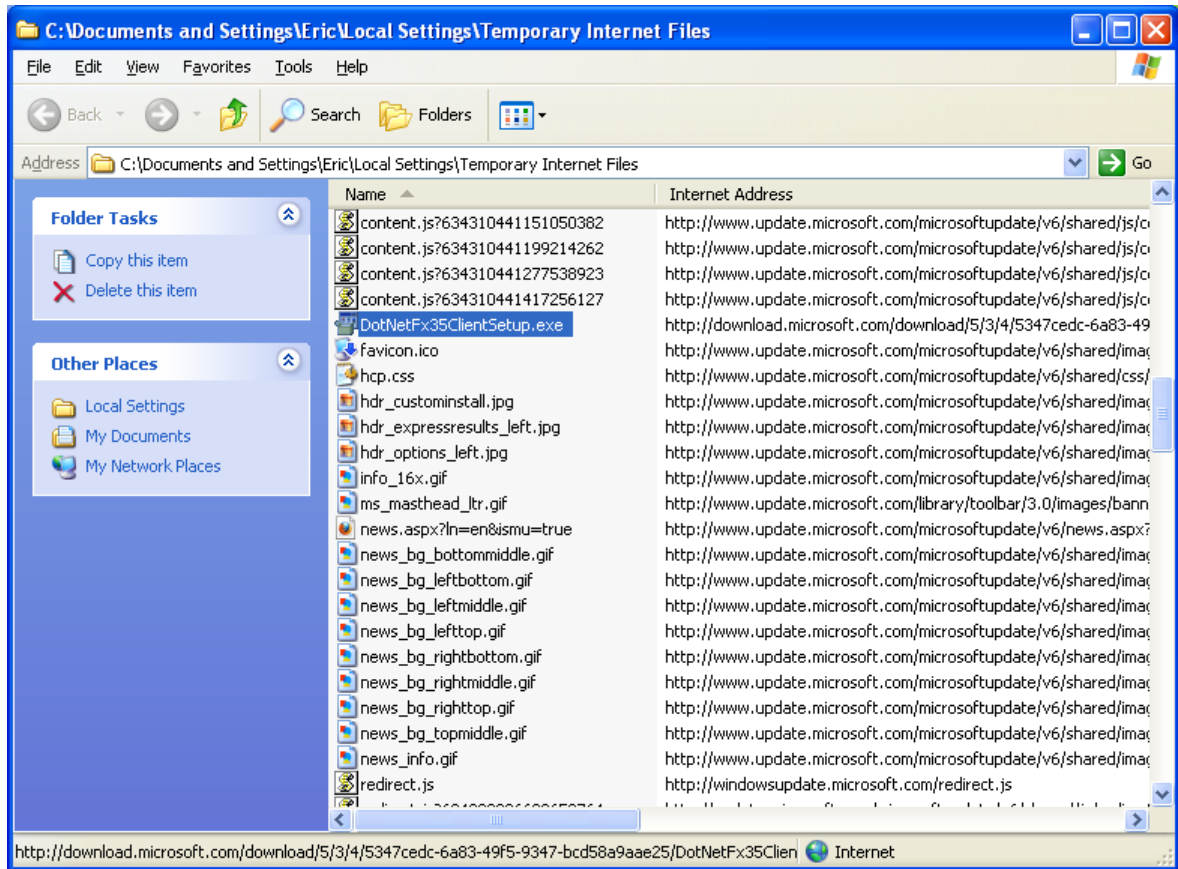 C:\Documents and Settings\Eric\Local Settings\Temporary Internet Files
File Edit View Favorites Tools Help
Back Search Folders
Address C:\Documents and Settings\Eric\Local Settings\Temporary Internet Files Go
Folder Tasks
Copy this item
Delete this item
Other Places
Local Settings
My Documents
My Network Places
Name Internet Address
content.js?634310441151050382 http://www.update.microsoft.com/microsoftupdate/v6/shared/js/c
content.js?634310441199214262 http://www.update.microsoft.com/microsoftupdate/v6/shared/js/c
content.js?634310441277538923 http://www.update.microsoft.com/microsoftupdate/v6/shared/js/c
content.js?634310441417256127 http://www.update.microsoft.com/microsoftupdate/v6/shared/js/c
DotNetFx35ClientSetup.exe http://download.microsoft.com/download/5/3/4/5347cedc-6a83-49
favicon.ico http://www.update.microsoft.com/microsoftupdate/v6/shared/imag
hcp.css http://www.update.microsoft.com/microsoftupdate/v6/shared/css/
hdr_custominstall.jpg http://www.update.microsoft.com/microsoftupdate/v6/shared/imag
hdr_expressresults_left.jpg http://www.update.microsoft.com/microsoftupdate/v6/shared/imag
hdr_options_left.jpg http://www.update.microsoft.com/microsoftupdate/v6/shared/imag
info_16x.gif http://www.update.microsoft.com/microsoftupdate/v6/shared/imag
ms_masthead_ltr.gif http://www.update.microsoft.com/library/toolbar/3.0/images/bann
news.aspx?ln=en&ismu=true http://www.update.microsoft.com/microsoftupdate/v6/news.aspx?
news_bg_bottommiddle.gif http://www.update.microsoft.com/microsoftupdate/v6/shared/imag
news_bg_leftbottom.gif http://www.update.microsoft.com/microsoftupdate/v6/shared/imag
news_bg_leftmiddle.gif http://www.update.microsoft.com/microsoftupdate/v6/shared/imag
news_bg_lefttop.gif http://www.update.microsoft.com/microsoftupdate/v6/shared/imag
news_bg_rightbottom.gif http://www.update.microsoft.com/microsoftupdate/v6/shared/imag
news_bg_rightmiddle.gif http://www.update.microsoft.com/microsoftupdate/v6/shared/imag
news_bg_righttop.gif http://www.update.microsoft.com/microsoftupdate/v6/shared/imag
news_bg_topmiddle.gif http://www.update.microsoft.com/microsoftupdate/v6/shared/imag
news_info.gif http://www.update.microsoft.com/microsoftupdate/v6/shared/imag
redirect.js http://windowsupdate.microsoft.com/redirect.js
http://download.microsoft.com/download/5/3/4/5347cedc-6a83-49f5-9347-bcd58a9aae25/DotNetFx35Clien Internet